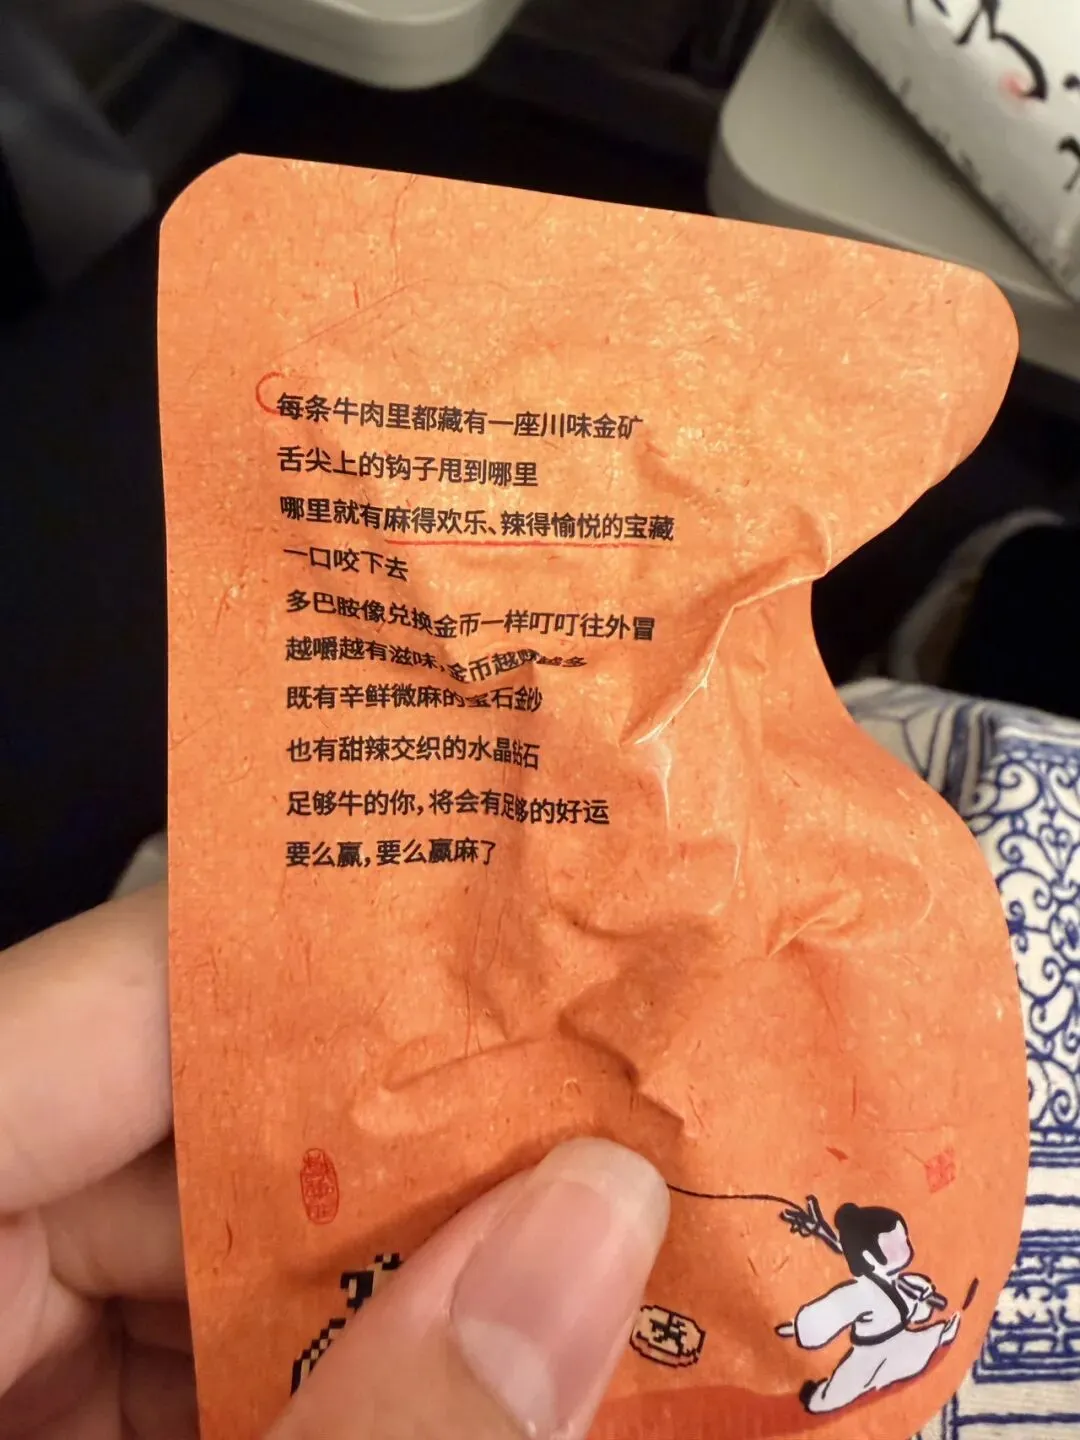 每条牛肉里都藏有一座川味金矿
舌尖上的钩子甩到哪里
哪里就有麻得欢乐、辣得愉悦的宝藏
一口咬下去
多巴胺像兑换金币一样叮叮往外冒
越嚼越有滋味,金币越赚越多
既有辛鲜微麻的宝石金沙
也有甜辣交织的水晶钻石
足够牛的你,将会有足够的好运
要么赢,要么赢麻了